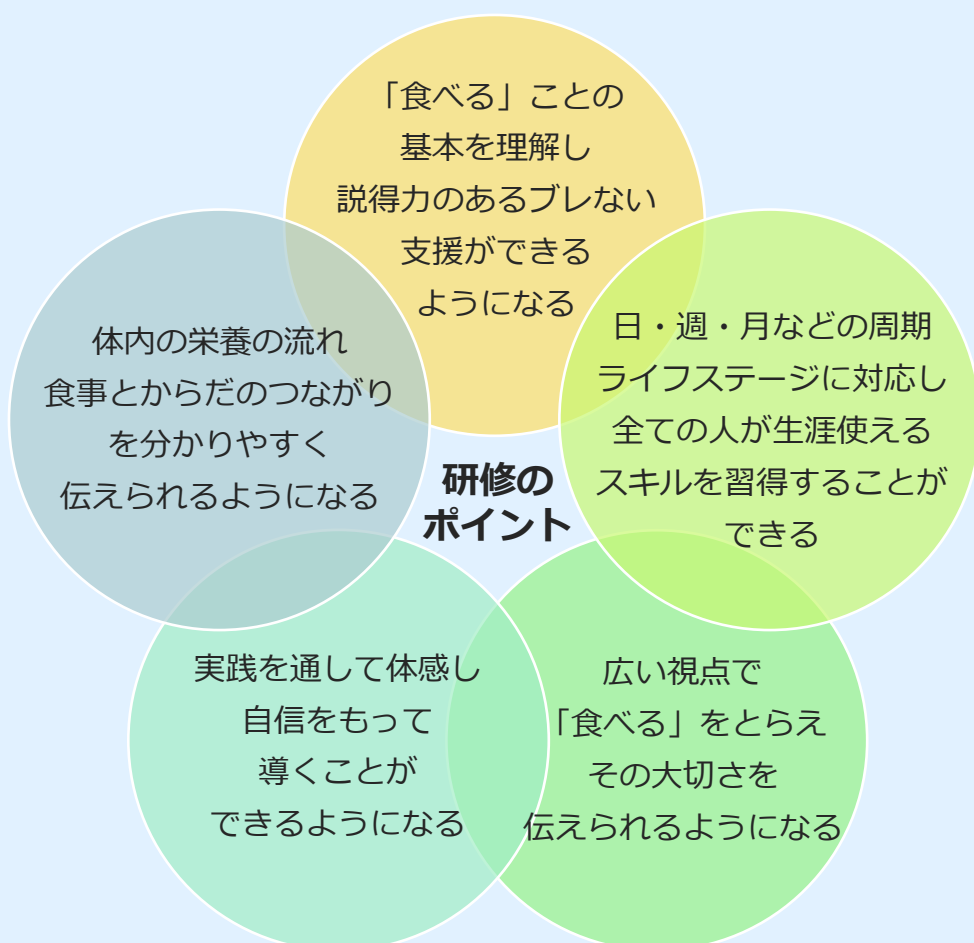 「食べる」ことの
基本を理解し
説得力のあるブレない
支援ができる
ようになる
日・週・月などの周期
ライフステージに対応し
全ての人が生涯使える
スキルを習得することが
できる
広い視点で
「食べる」をとらえ
その大切さを
伝えられるようになる
実践を通して体感し
自信をもって
導くことが
できるようになる
体内の栄養の流れ
食事とからだのつながり
を分かりやすく
伝えられるようになる
研修の
ポイント